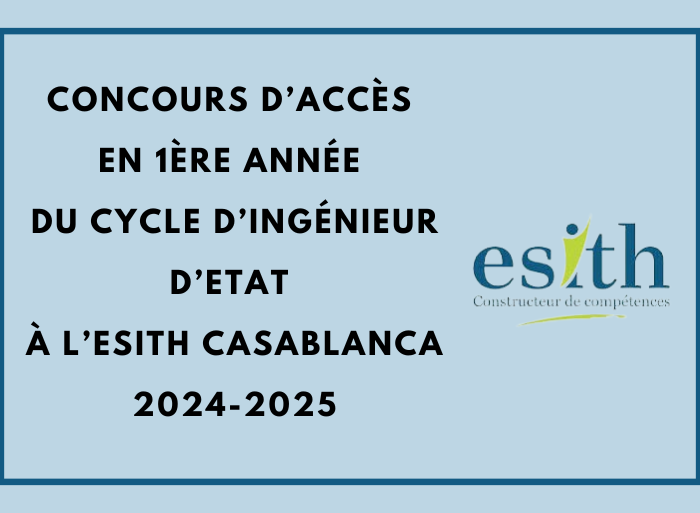 CONCOURS D’ACCÈS
EN 1ÈRE ANNÉE
DU CYCLE D’INGÉNIEUR
D’ETAT
À L’ESITH CASABLANCA
2024-2025
esith
Constructeur de compétences